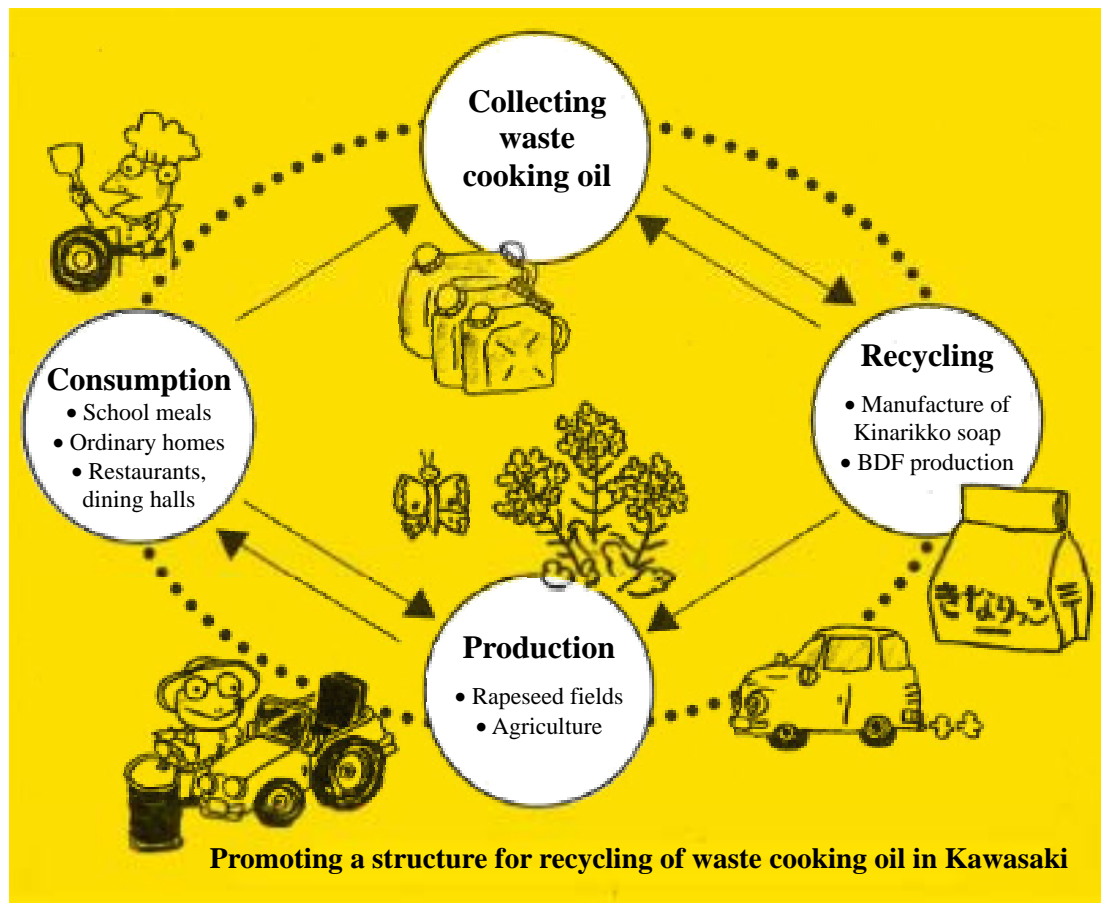 Collecting
waste
cooking oil
Consumption
• School meals
• Ordinary homes
• Restaurants,
dining halls
Recycling
• Manufacture of
Kinarikko soap
• BDF production
きなりっこ
Production
• Rapeseed fields
• Agriculture
Promoting a structure for recycling of waste cooking oil in Kawasaki